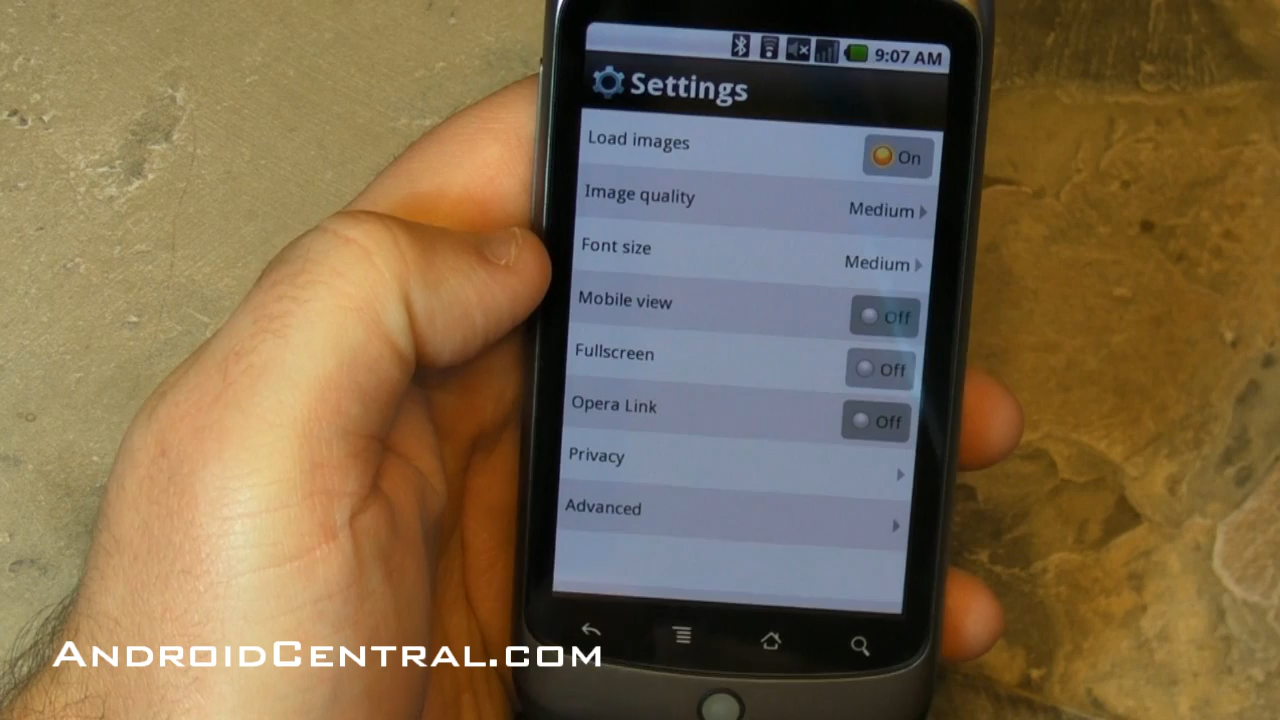 9:07 AM
Settings
Load images On
Image quality Medium
Font size Medium
Mobile view Off
Fullscreen Off
Opera Link Off
Privacy
Advanced
AndroidCentral.com